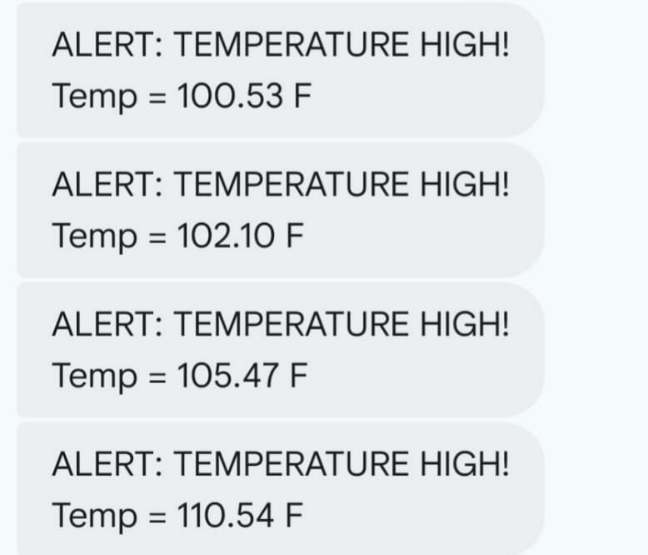 ALERT: TEMPERATURE HIGH!
Temp = 100.53 F
ALERT: TEMPERATURE HIGH!
Temp = 102.10 F
ALERT: TEMPERATURE HIGH!
Temp = 105.47 F
ALERT: TEMPERATURE HIGH!
Temp = 110.54 F